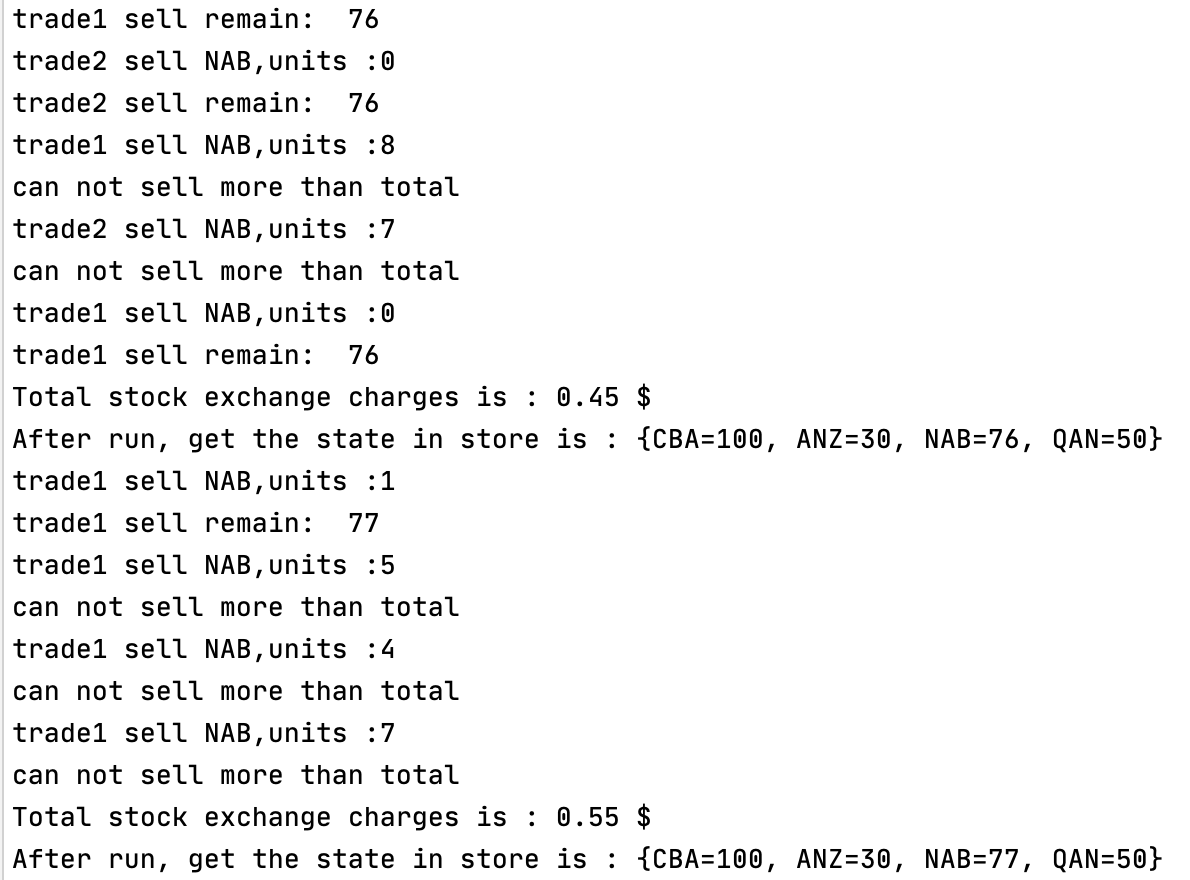 trade1 sell remain:  76
trade2 sell NAB,units :0
trade2 sell remain:  76
trade1 sell NAB,units :8
can not sell more than total
trade2 sell NAB,units :7
can not sell more than total
trade1 sell NAB,units :0
trade1 sell remain:  76
Total stock exchange charges is : 0.45 $
After run, get the state in store is : {CBA=100, ANZ=30, NAB=76, QAN=50}
trade1 sell NAB,units :1
trade1 sell remain:  77
trade1 sell NAB,units :5
can not sell more than total
trade1 sell NAB,units :4
can not sell more than total
trade1 sell NAB,units :7
can not sell more than total
Total stock exchange charges is : 0.55 $
After run, get the state in store is : {CBA=100, ANZ=30, NAB=77, QAN=50}